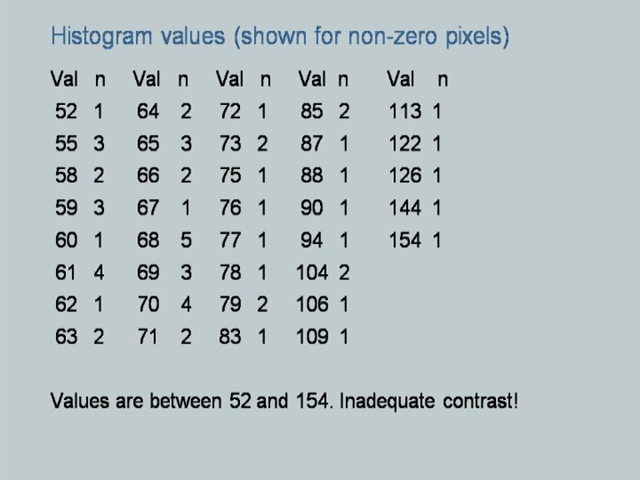 Histogram values (shown for non-zero pixels)
Val n Val n Val n Val n Val n
52 1 64 2 72 1 85 2 113 1
55 3 65 3 73 2 87 1 122 1
58 2 66 2 75 1 88 1 126 1
59 3 67 1 76 1 90 1 144 1
60 1 68 5 77 1 94 1 154 1
61 4 69 3 78 1 104 2
62 1 70 4 79 2 106 1
63 2 71 2 83 1 109 1
Values are between 52 and 154. Inadequate contrast!